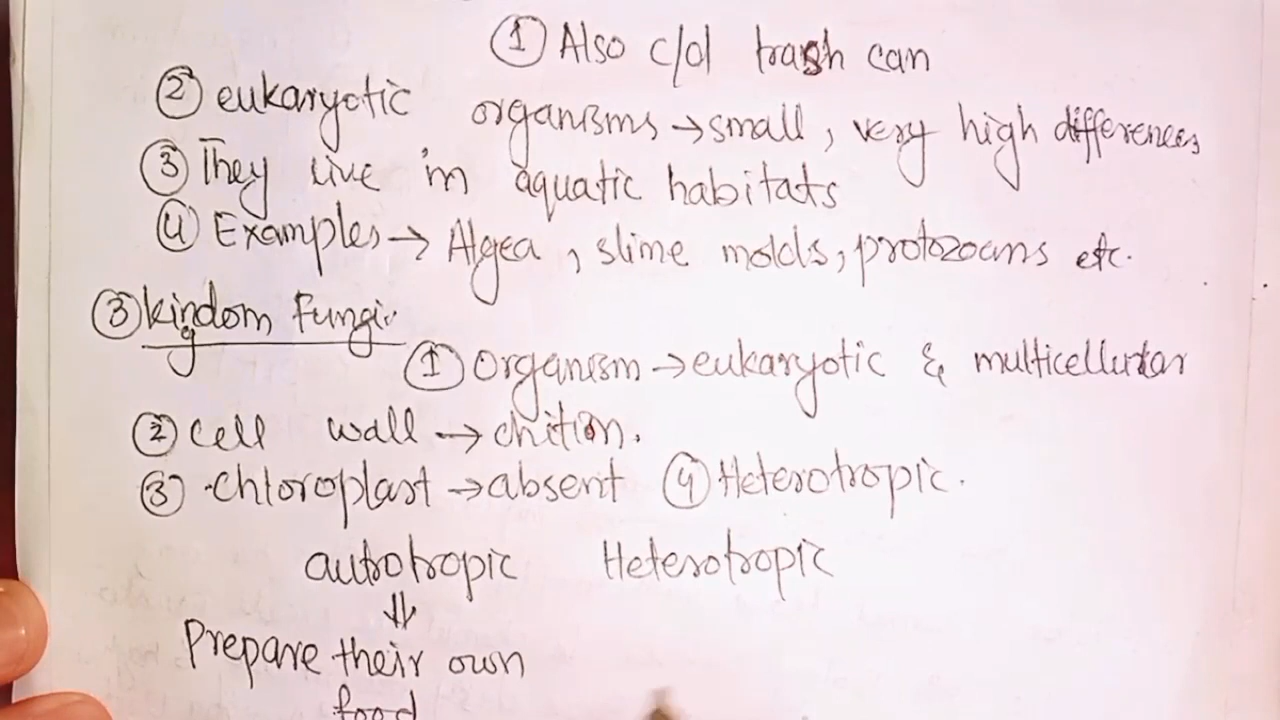 ① Also c/d trash can
② eukaryotic organisms → small, very high differences
③ They live in aquatic habitats
④ Examples → Algea, slime molds, protozoans etc.
③ kingdom Fungi
① Organism → eukaryotic & multicellular
② cell wall → chition.
③ chloroplast → absent ④ Heterotropic.
autotropic Heterotropic
⇓
Prepare their own
food